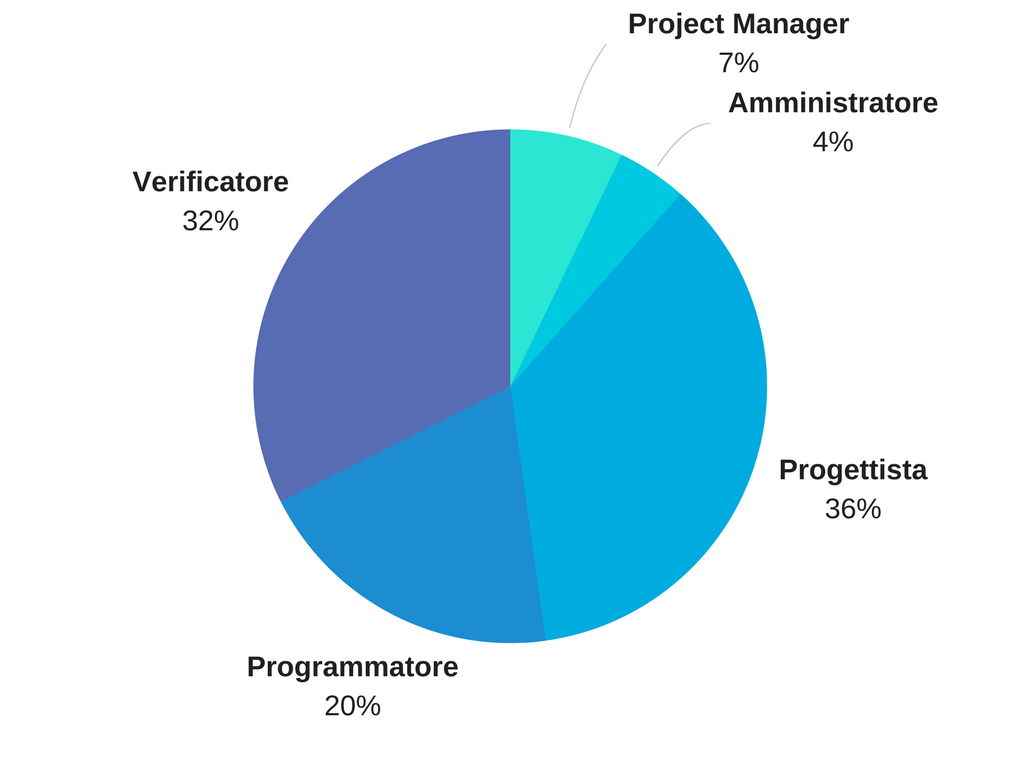 Project Manager
7%
Amministratore
4%
Verificatore
32%
Progettista
36%
Programmatore
20%